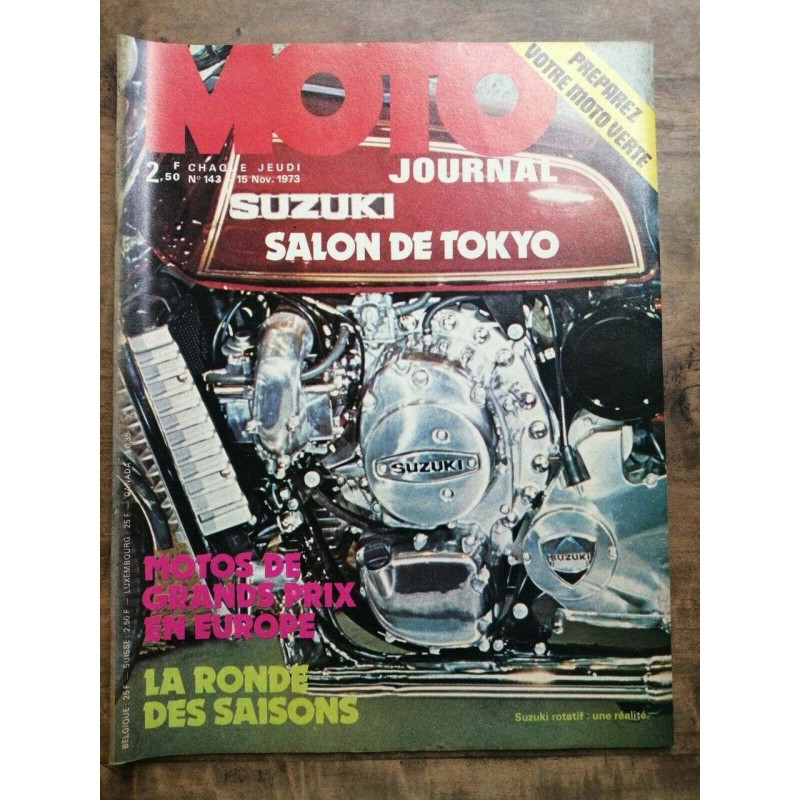 MOTO
JOURNAL
PREPAREZ
VOTRE MOTO VERTE
2,50 F CHAQUE JEUDI
N° 143 15 Nov. 1973
SUZUKI
SALON DE TOKYO
SUZUKI
SUZUKI
MOTOS DE
GRANDS PRIX
EN EUROPE
LA RONDE
DES SAISONS
Suzuki rotatif : une réalité.
BELGIQUE : 25 F — SUISSE : 2,50 F — LUXEMBOURG : 25 F — CANADA